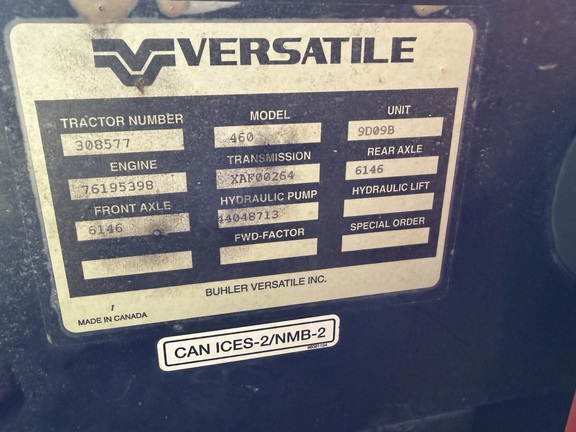 VERSATILE
TRACTOR NUMBER MODEL UNIT
308577 460 9D09B
ENGINE TRANSMISSION REAR AXLE
76195398 XAF00264 6146
FRONT AXLE HYDRAULIC PUMP HYDRAULIC LIFT
6146 44048713
FWD-FACTOR SPECIAL ORDER
BUHLER VERSATILE INC.
MADE IN CANADA
CAN ICES-2/NMB-2